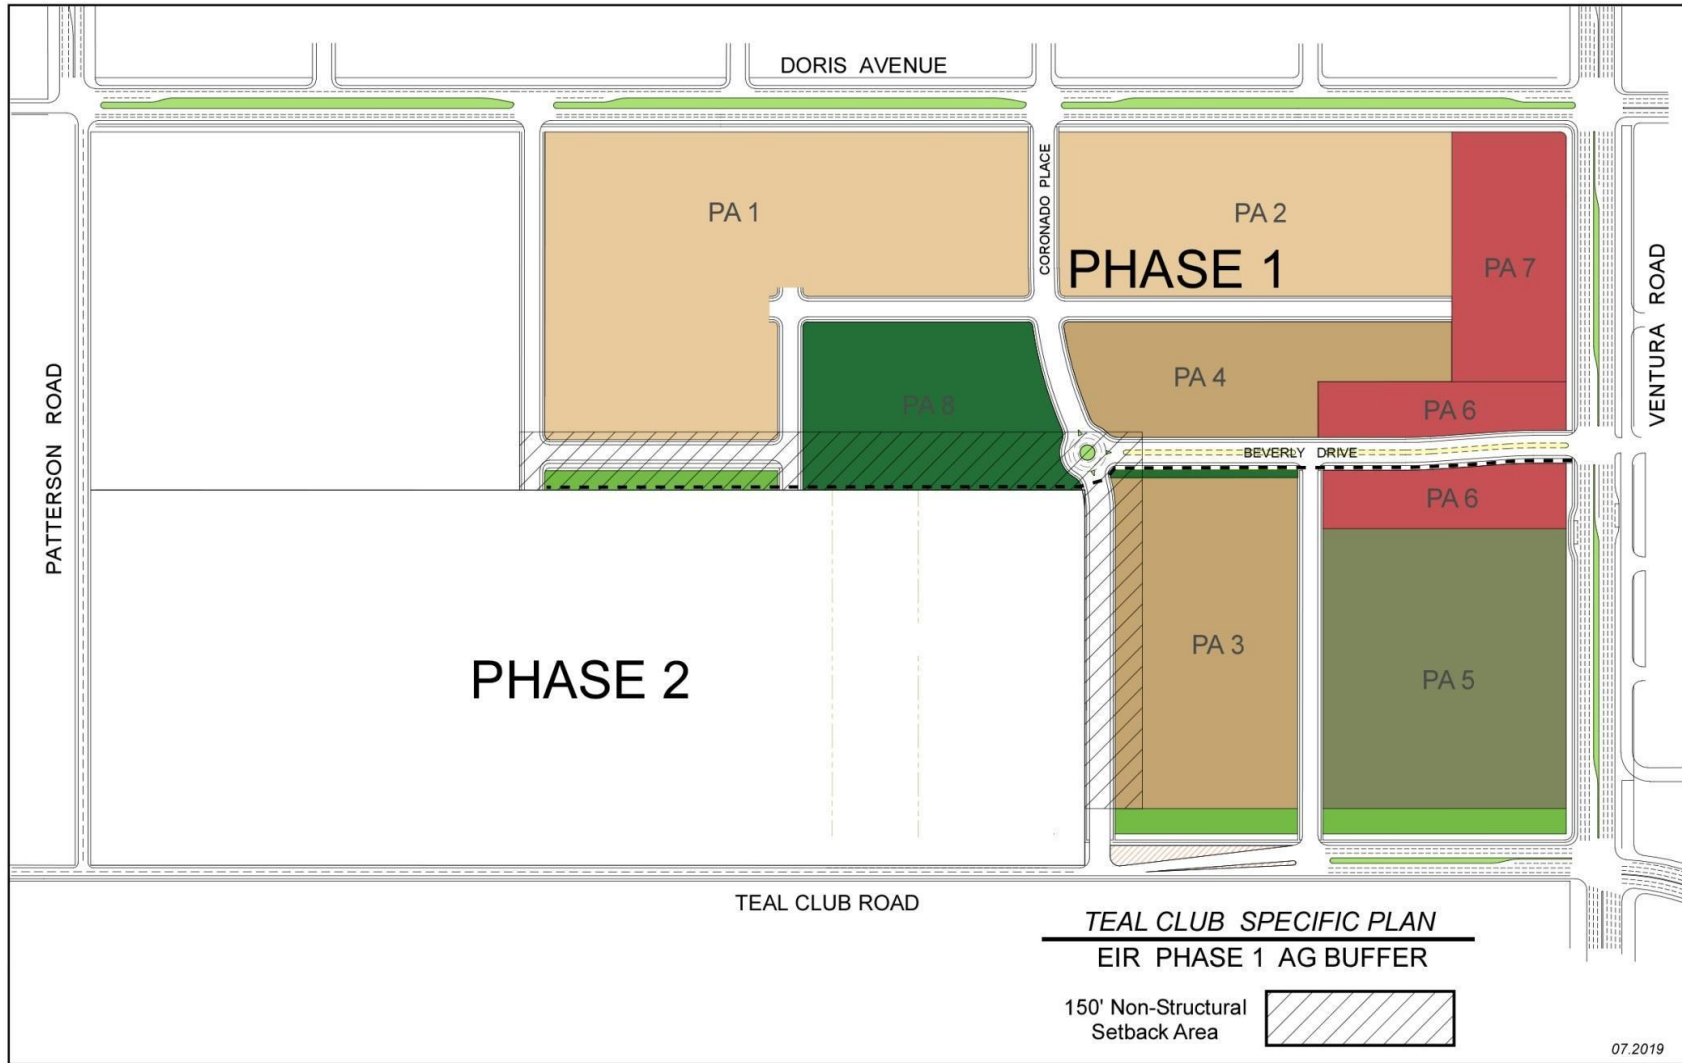 DORIS AVENUE
CORONADO PLACE
PA 1
PA 2
PHASE 1
PA 7
VENTURA ROAD
PATTERSON ROAD
PA 8
PA 4
PA 6
BEVERLY DRIVE
PA 6
PHASE 2
PA 3
PA 5
TEAL CLUB ROAD
TEAL CLUB SPECIFIC PLAN
EIR PHASE 1 AG BUFFER
150' Non-Structural
Setback Area
07.2019